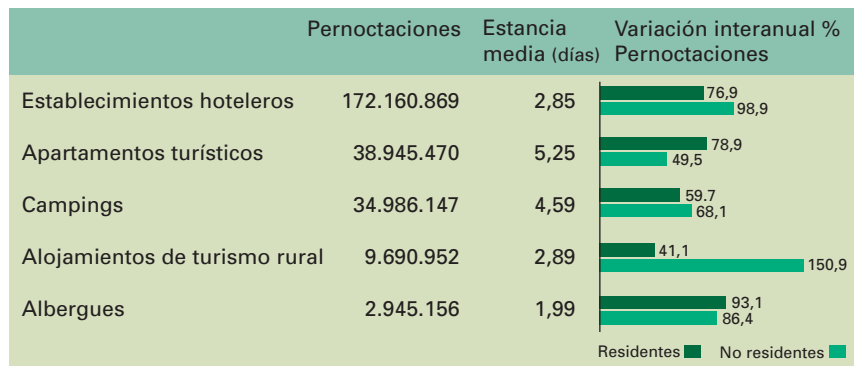 Pernoctaciones Estancia media (días) Variación interanual % Pernoctaciones
Establecimientos hoteleros 172.160.869 2,85 76,9 98,9
Apartamentos turísticos 38.945.470 5,25 78,9 49,5
Campings 34.986.147 4,59 59.7 68,1
Alojamientos de turismo rural 9.690.952 2,89 41,1 150,9
Albergues 2.945.156 1,99 93,1 86,4
Residentes No residentes